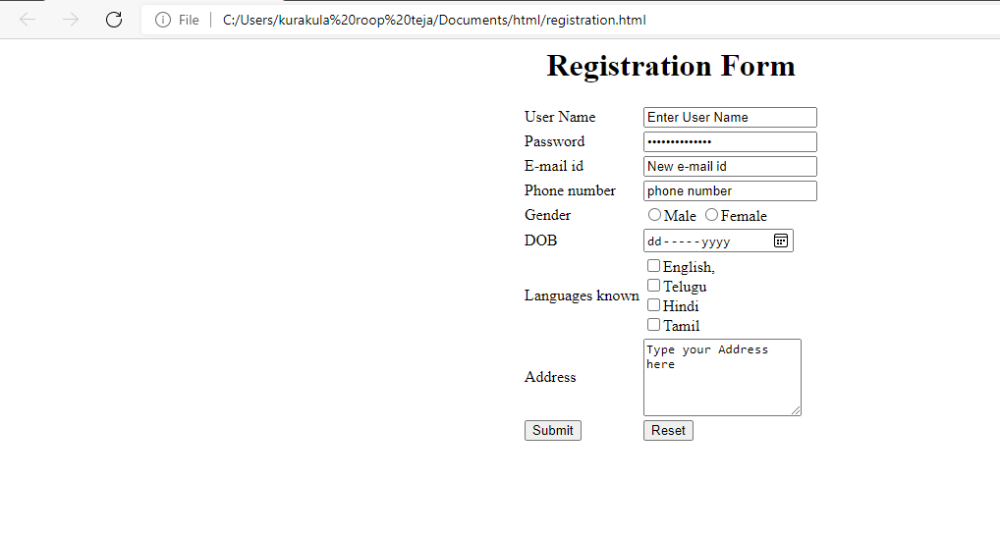 File C:/Users/kurakula%20roop%20teja/Documents/html/registration.html
Registration Form
User Name Enter User Name
Password ••••••••••••••
E-mail id New e-mail id
Phone number phone number
Gender Male Female
DOB dd-----yyyy
Languages known
English,
Telugu
Hindi
Tamil
Address
Type your Address
here
Submit Reset